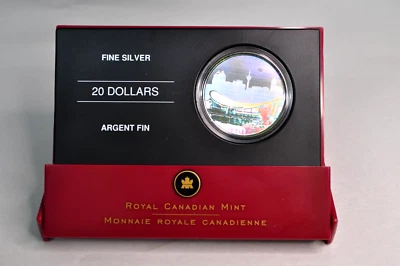 FINE SILVER
20 DOLLARS
ARGENT FIN
ROYAL CANADIAN MINT
MONNAIE ROYALE CANADIENNE